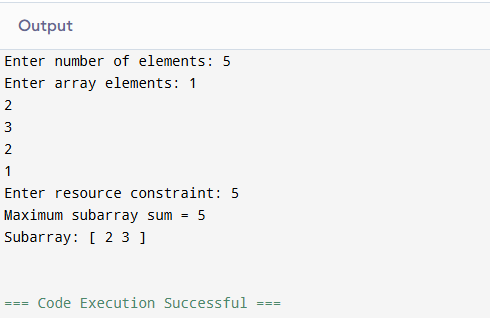 Output
Enter number of elements: 5
Enter array elements: 1
2
3
2
1
Enter resource constraint: 5
Maximum subarray sum = 5
Subarray: [ 2 3 ]
=== Code Execution Successful ===